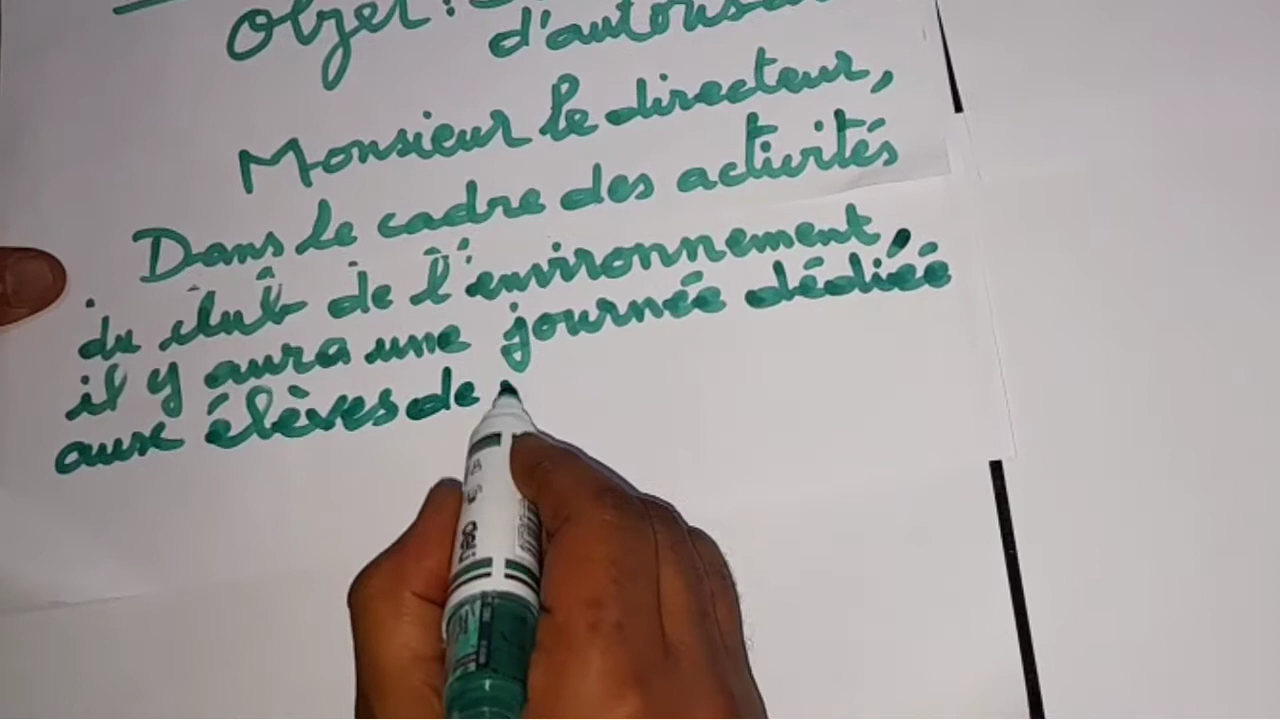 Objet :
d'autorisa
Monsieur le directeur,
Dans le cadre des activités
du club de l'environnement,
il y aura une journée dédiée
aux élèves de
deli